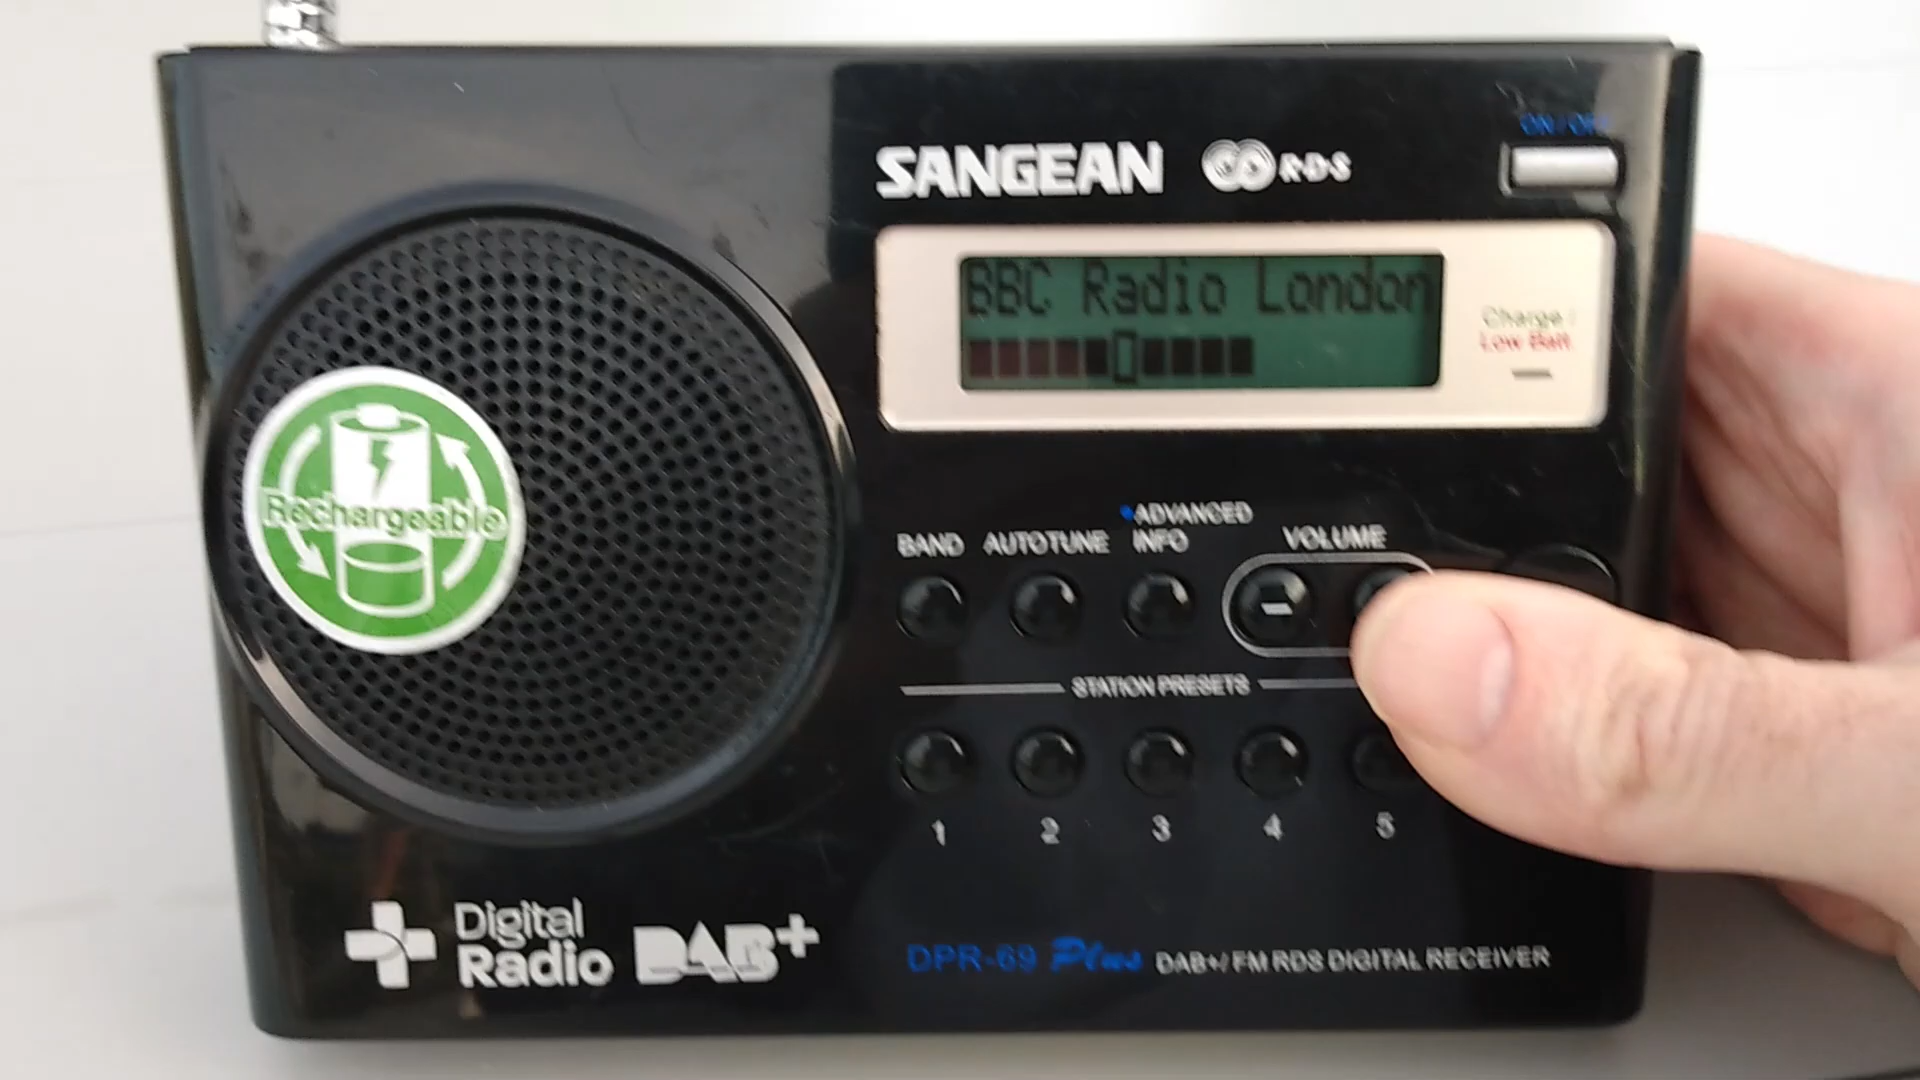 ON/OFF
SANGEAN RDS
BBC Radio London
Charge /
Low Batt
Rechargeable
ADVANCED
BAND AUTOTUNE INFO VOLUME
-
STATION PRESETS
1 2 3 4 5
Digital
Radio
DAB+
DPR-69 Plus DAB+/ FM RDS DIGITAL RECEIVER